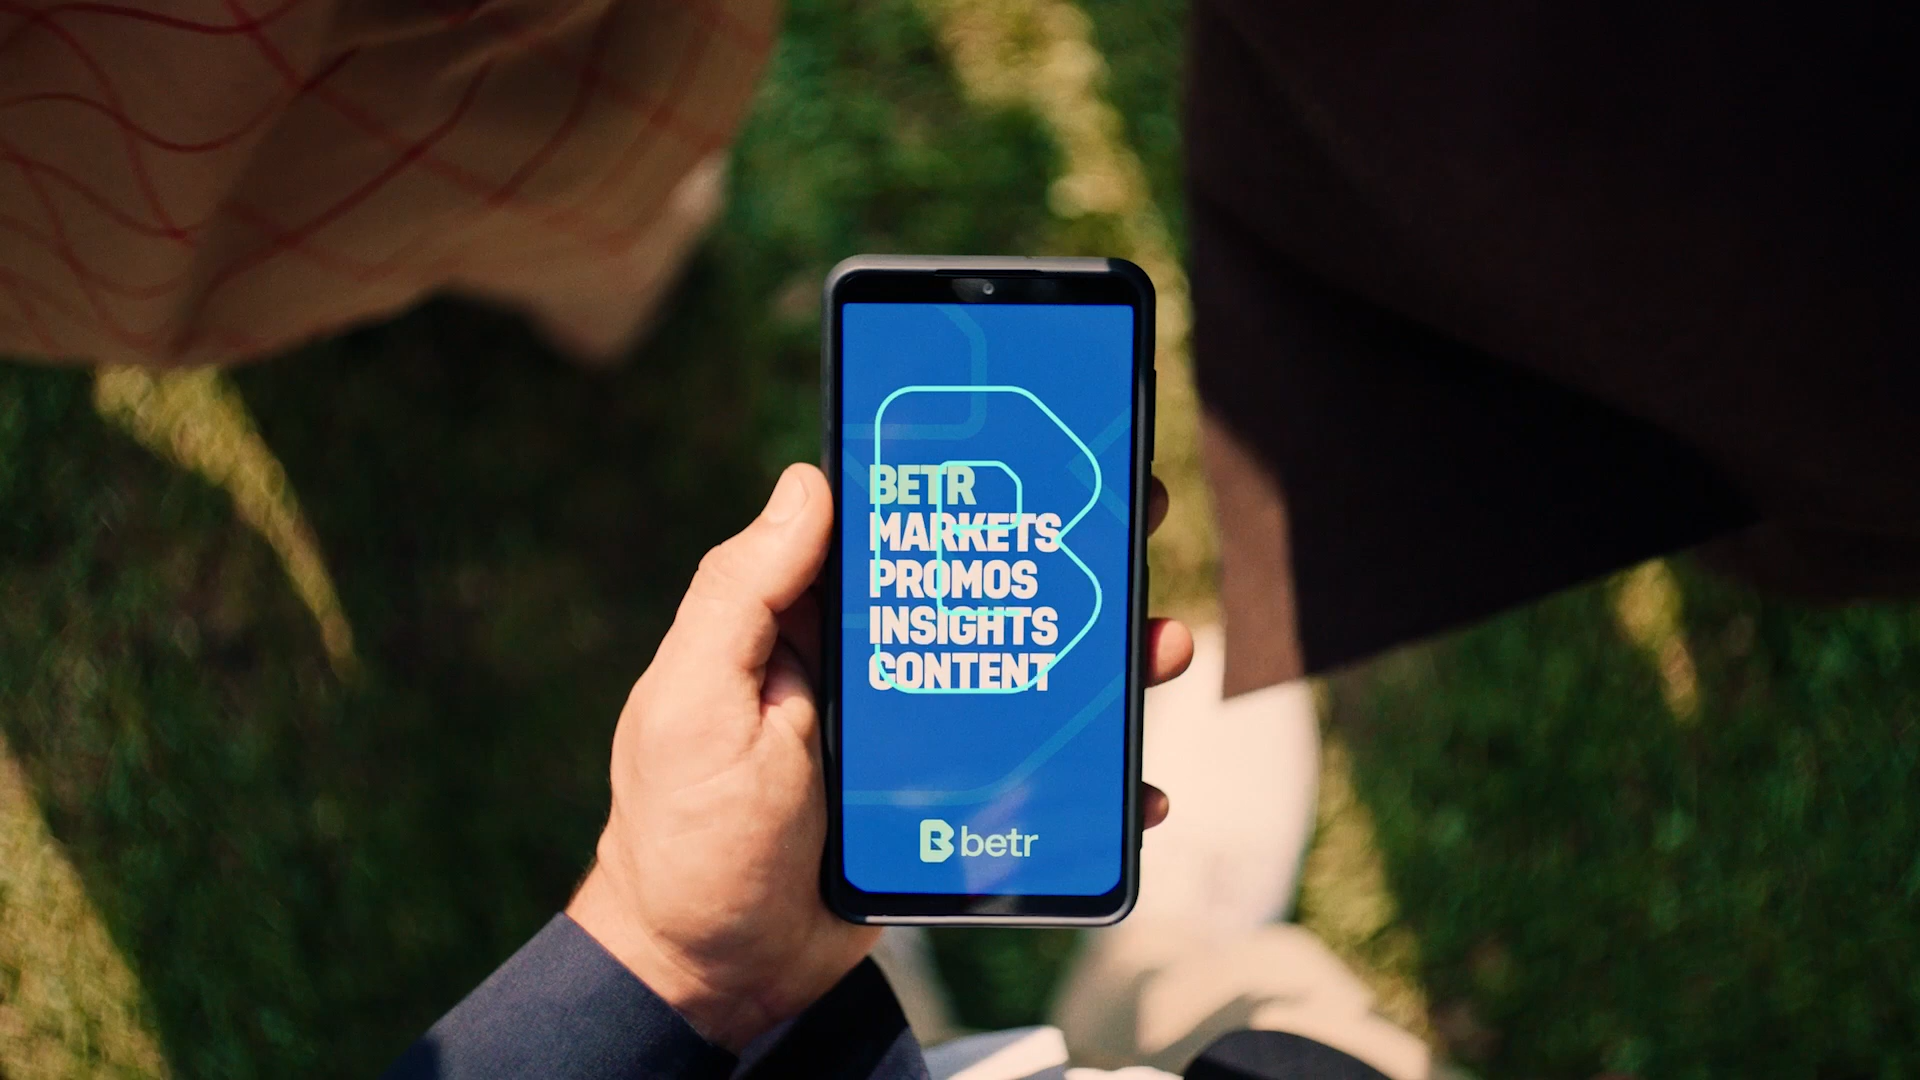 BETR
MARKETS
PROMOS
INSIGHTS
CONTENT
betr